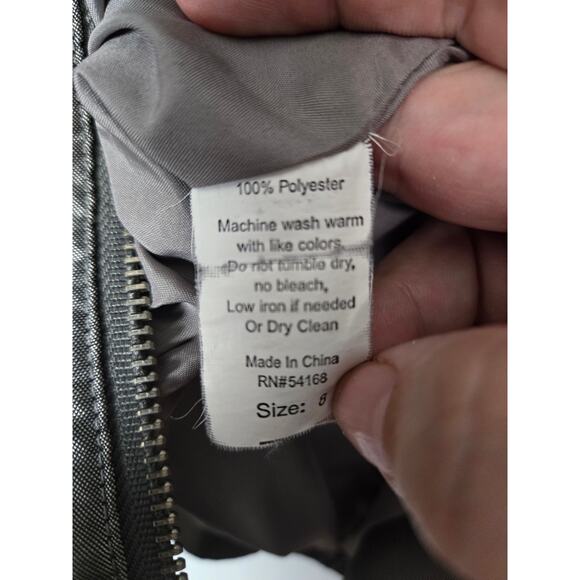 100% Polyester
Machine wash warm
with like colors.
Do not tumble dry,
no bleach,
Low iron if needed
Or Dry Clean
Made In China
RN#54168
Size: 8